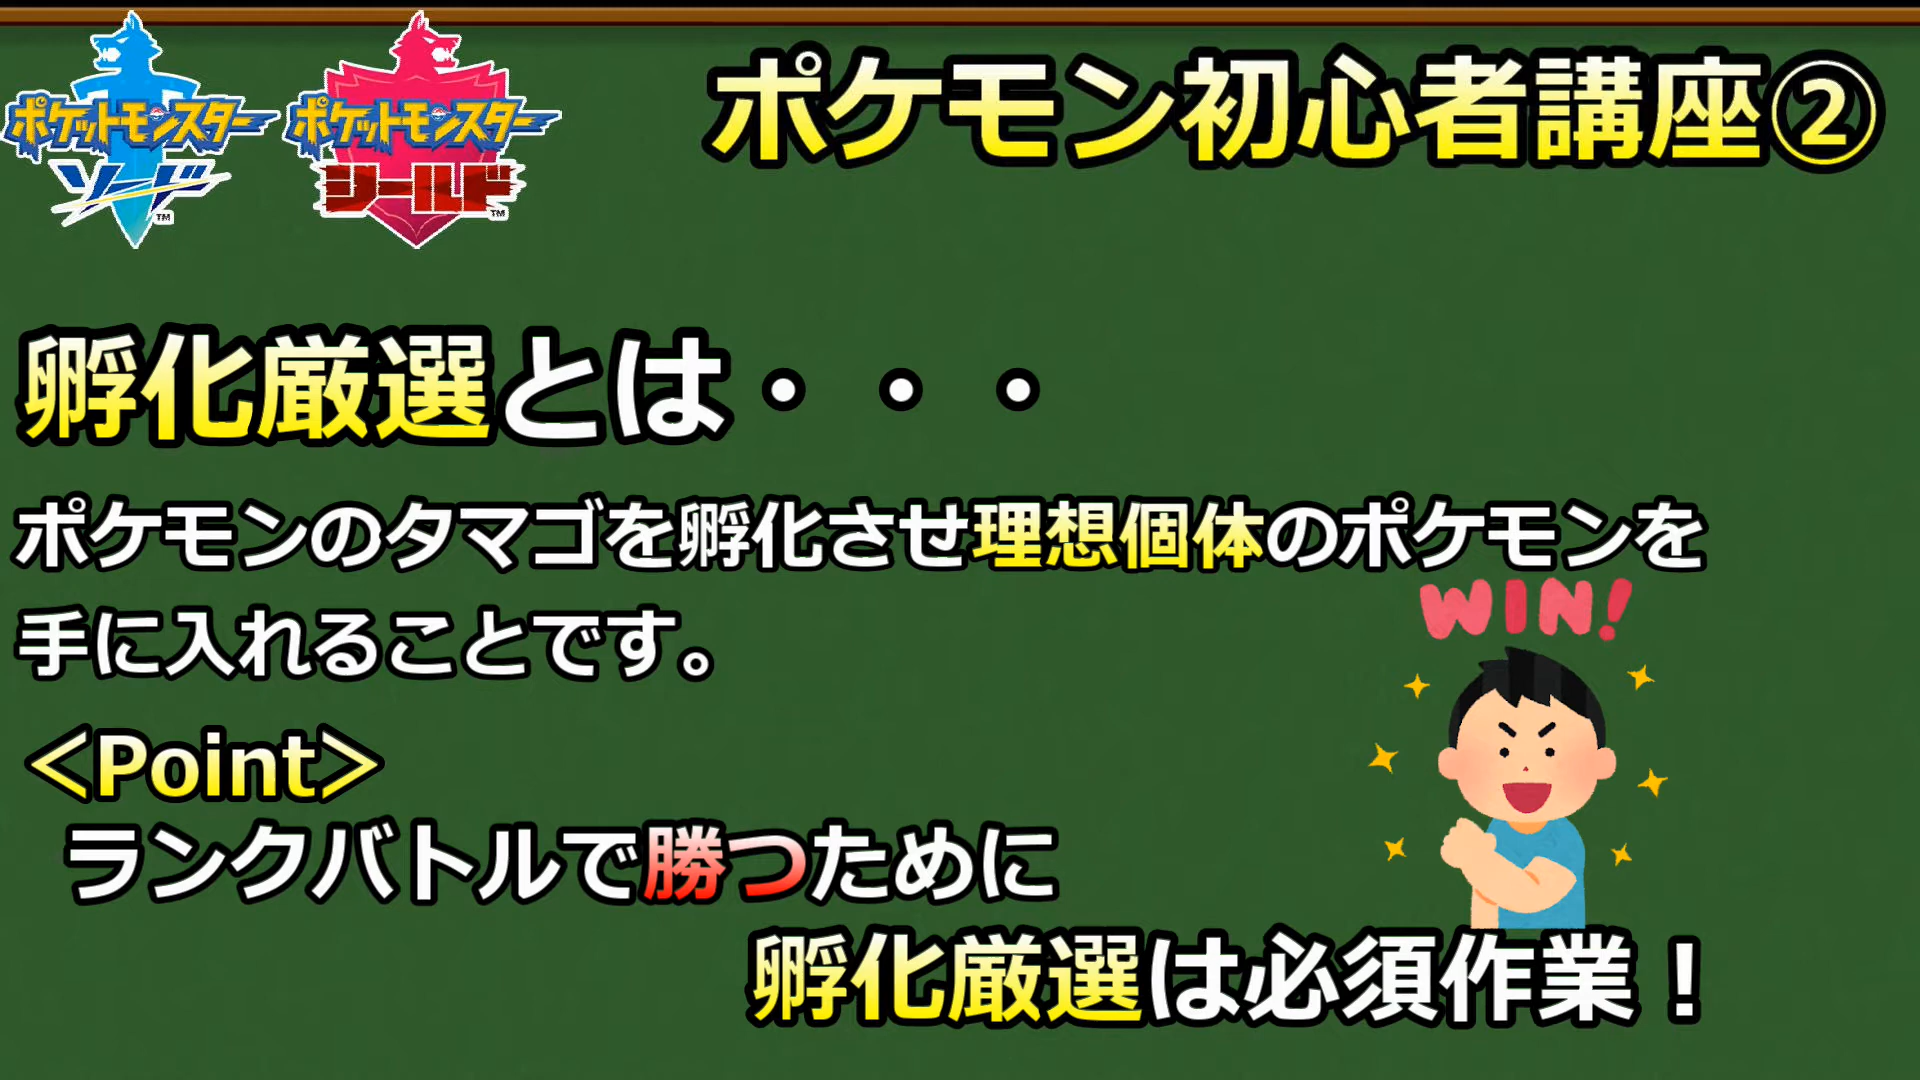 ポケットモンスター
ソード
TM
ポケットモンスター
シールド
TM
ポケモン初心者講座②
孵化厳選とは・・・
ポケモンのタマゴを孵化させ理想個体のポケモンを
手に入れることです。
WIN!
<Point>
ランクバトルで勝つために
孵化厳選は必須作業！